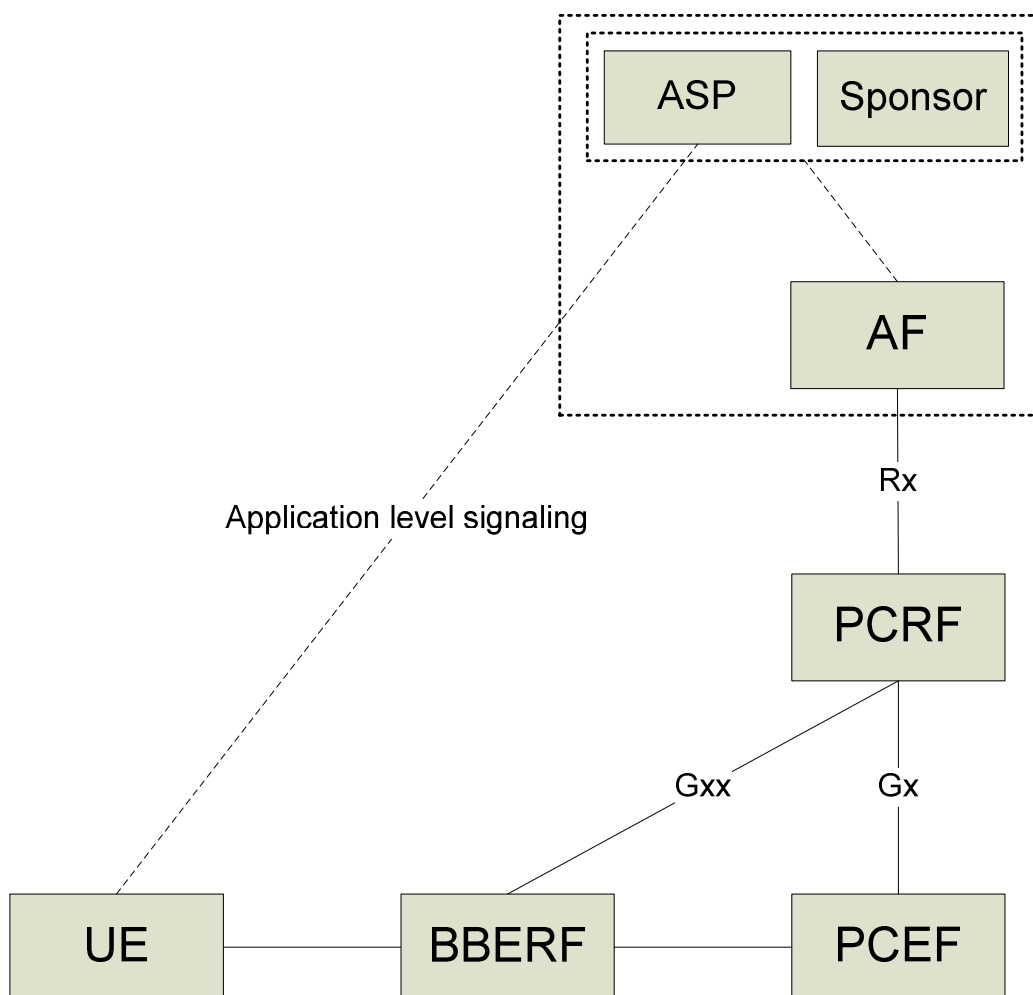 ASP
Sponsor
AF
Rx
Application level signaling
PCRF
Gxx
Gx
UE
BBERF
PCEF